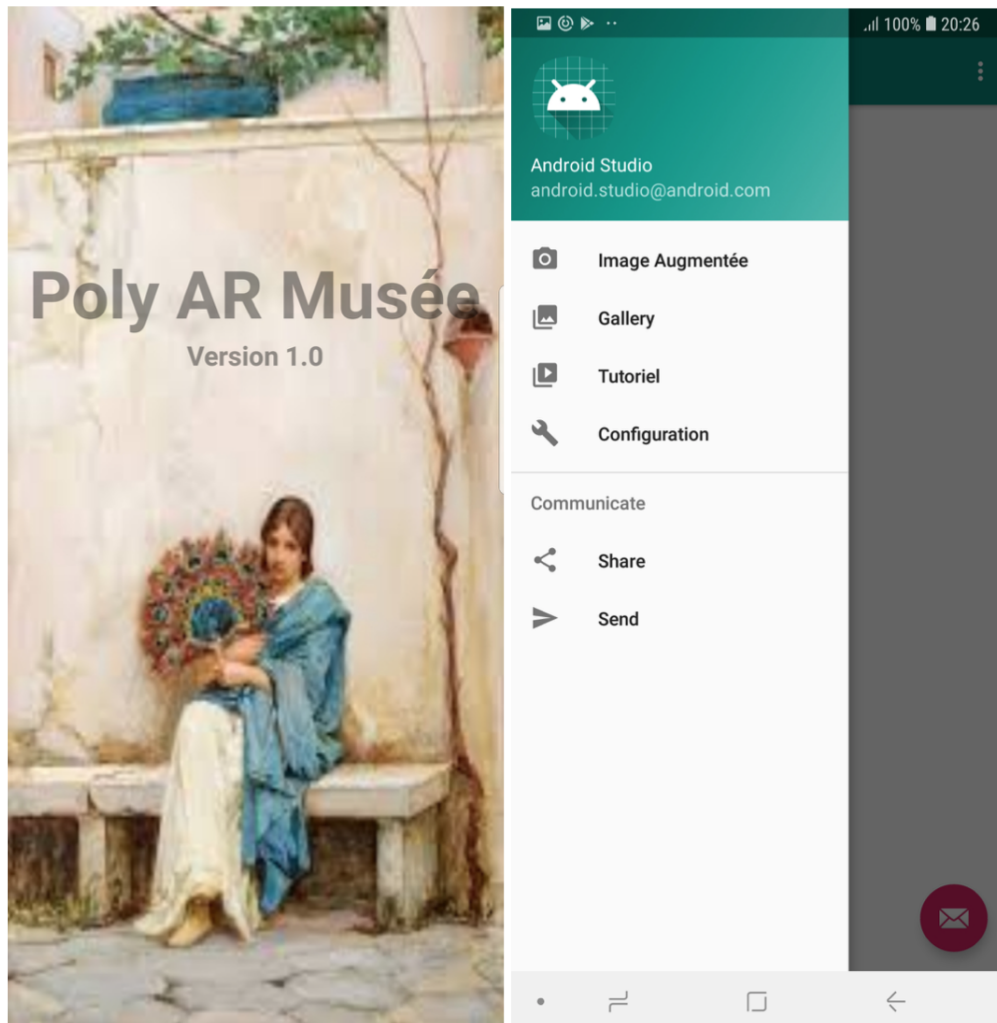 Poly AR Musée
Version 1.0
100% 20:26
Android Studio
android.studio@android.com
Image Augmentée
Gallery
Tutoriel
Configuration
Communicate
Share
Send